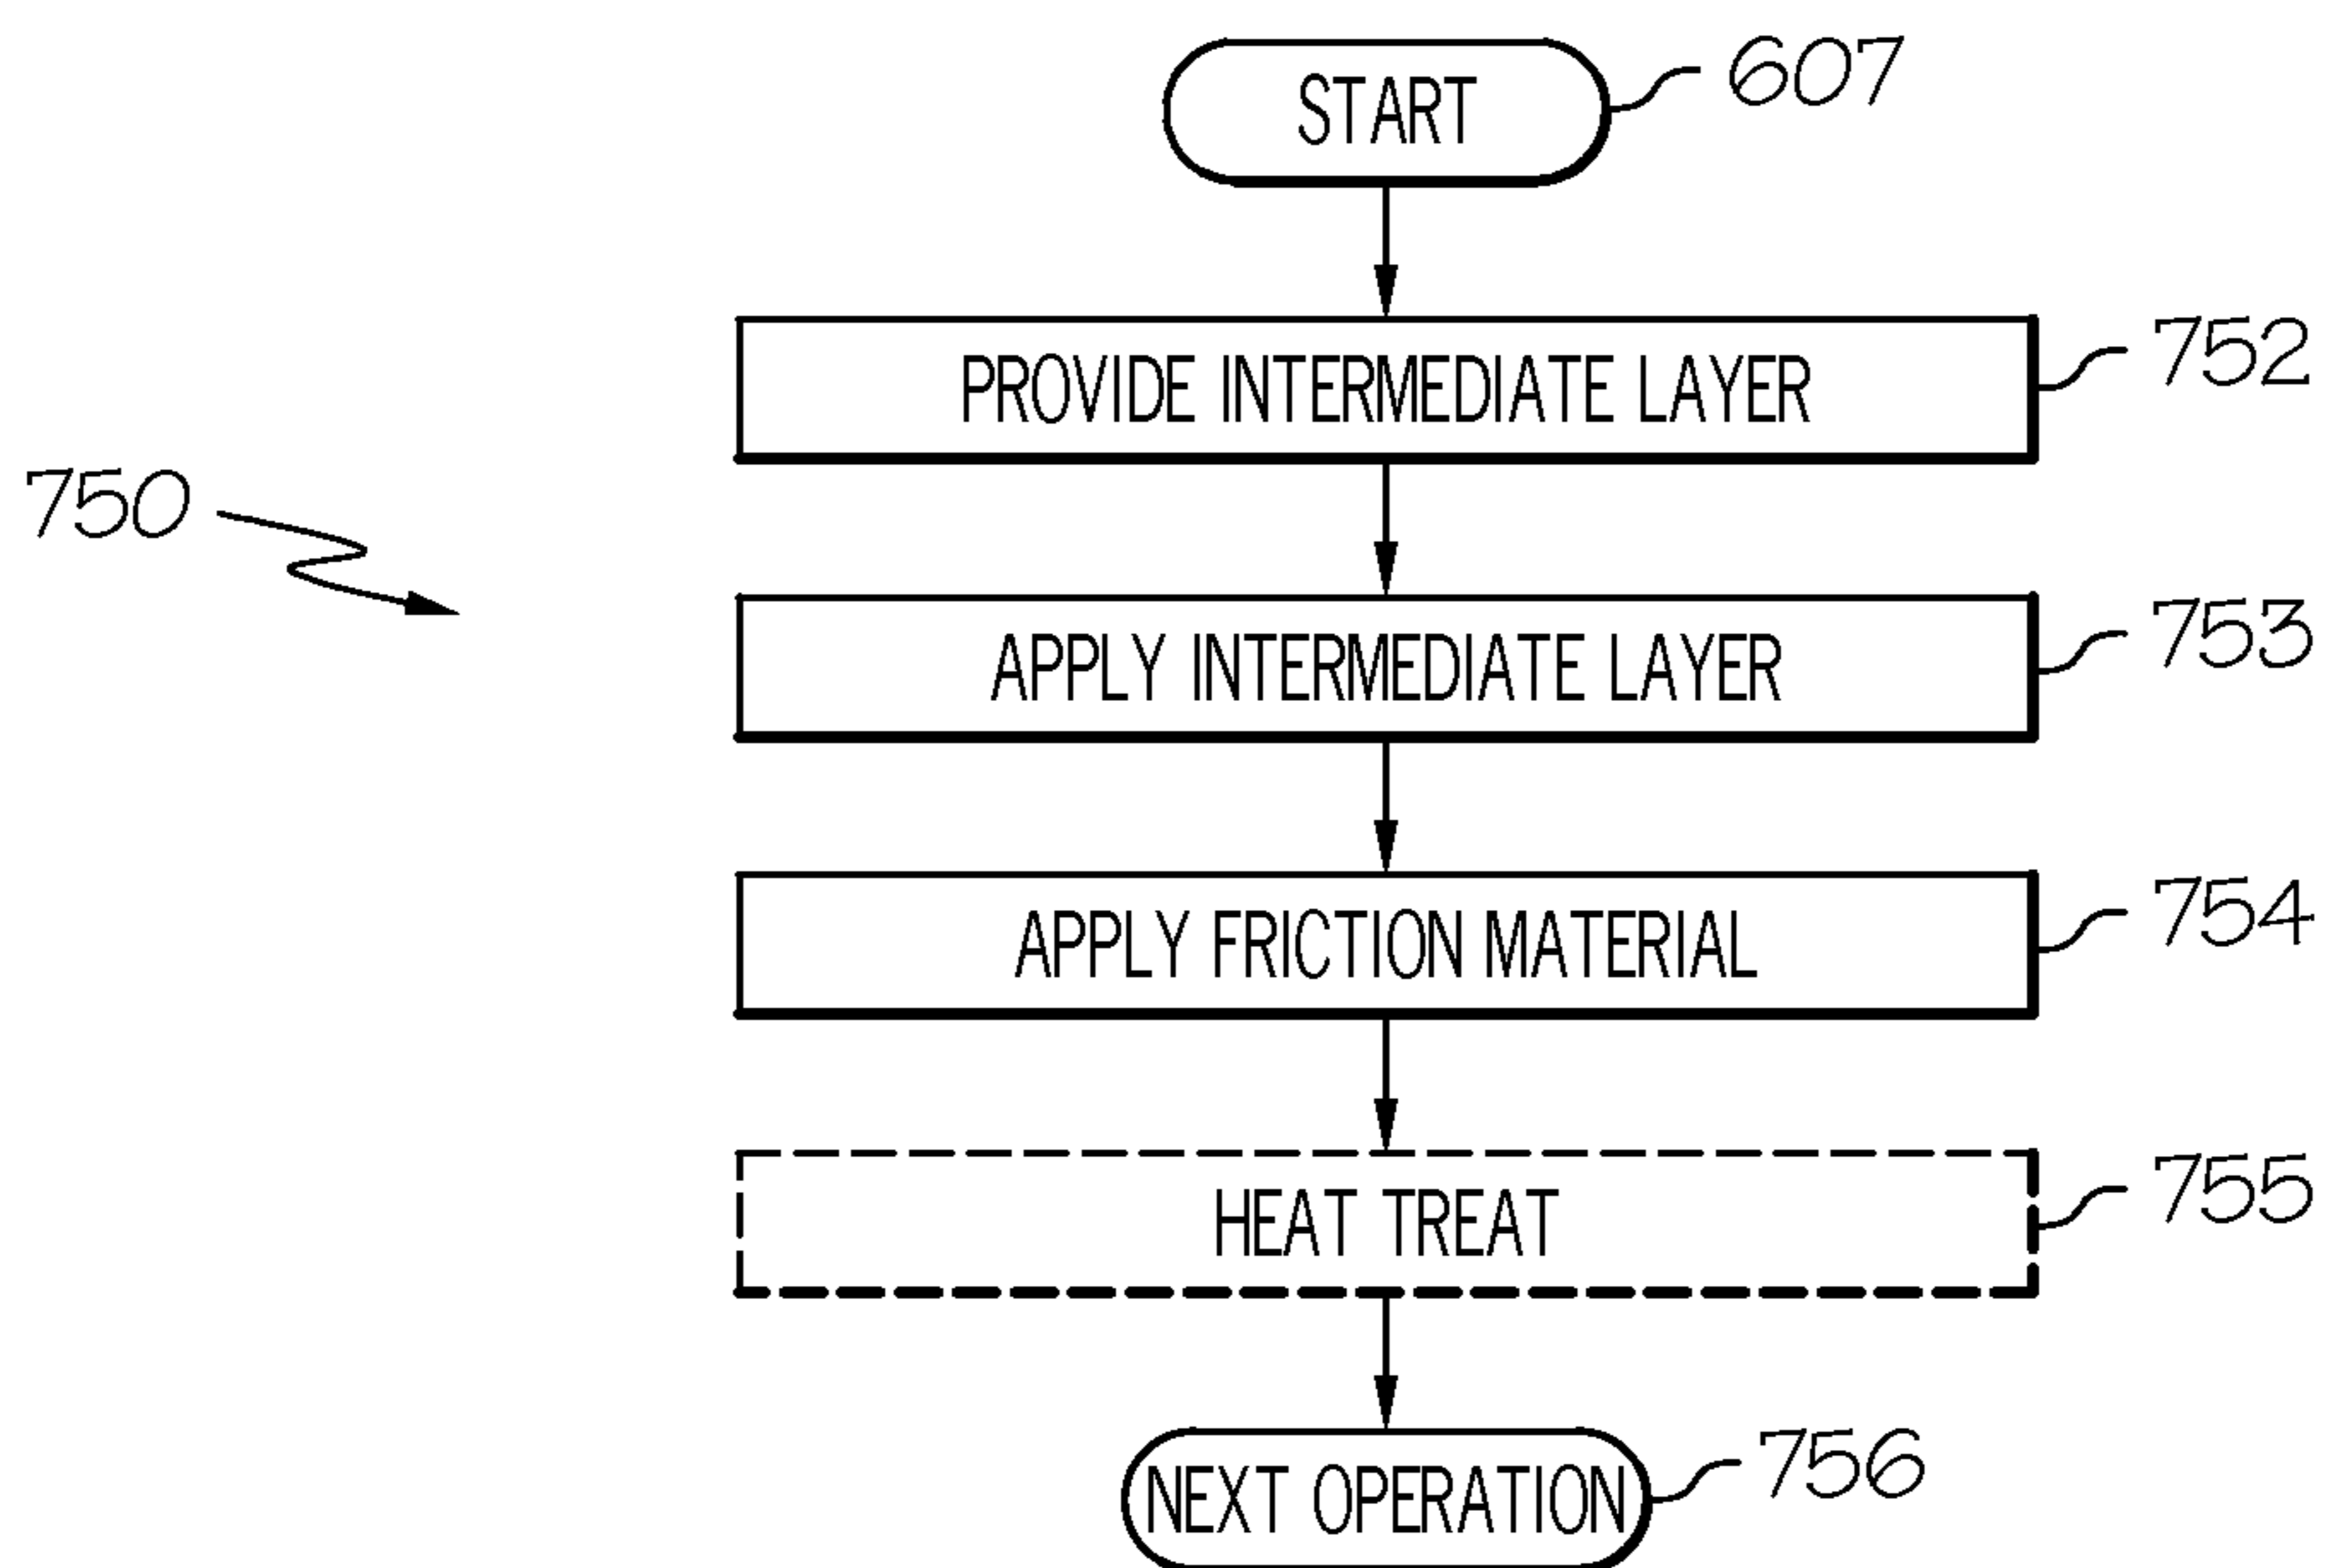 START 607
PROVIDE INTERMEDIATE LAYER 752
750
APPLY INTERMEDIATE LAYER 753
APPLY FRICTION MATERIAL 754
HEAT TREAT 755
NEXT OPERATION 756